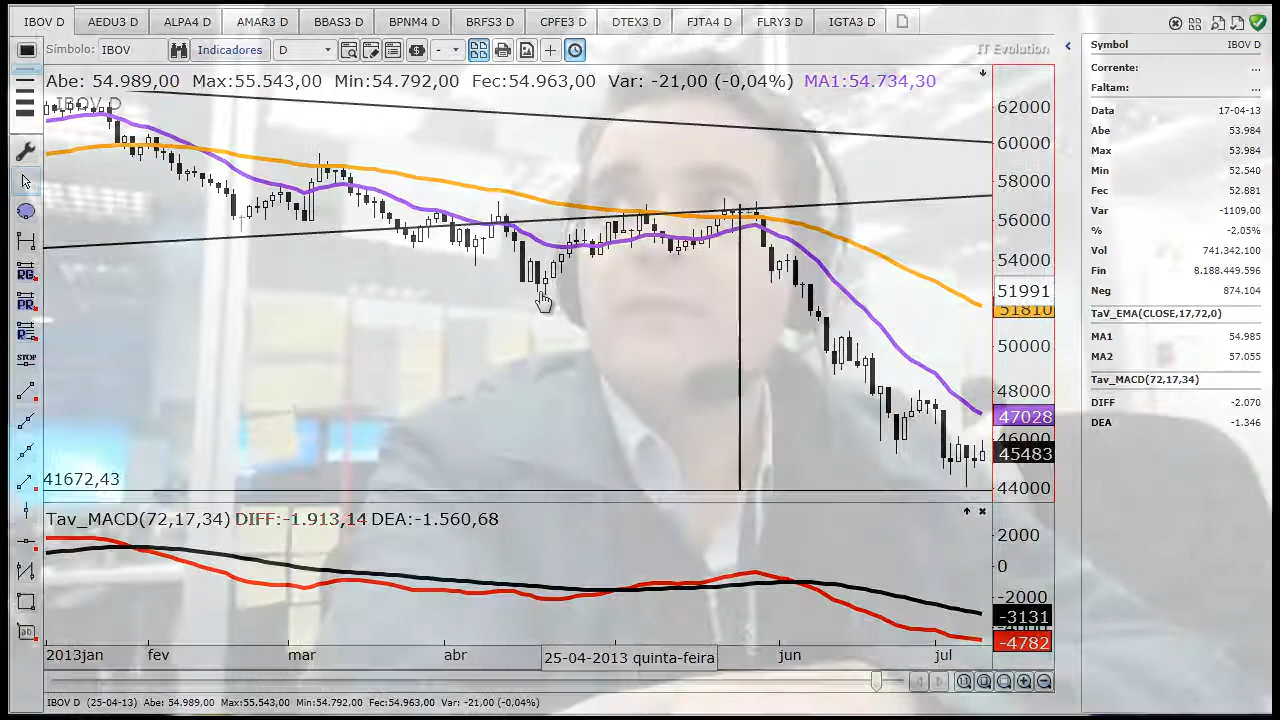 IBOV D AEDU3 D ALPA4 D AMAR3 D BBAS3 D BPNM4 D BRFS3 D CPFE3 D DTEX3 D FJTA4 D FLRY3 D IGTA3 D
Símbolo: IBOV Indicadores D - IT Evolution
Abe: 54.989,00 Max:55.543,00 Min:54.792,00 Fec:54.963,00 Var: -21,00 (-0,04%) MA1:54.734,30
IBOV D
62000
60000
58000
56000
54000
51991
51810
50000
48000
47028
46000
45483
44000
41672,43
RG
PR
STOP
ab
Tav_MACD(72,17,34) DIFF:-1.913,14 DEA:-1.560,68
2000
0
-2000
-3131
-4782
2013jan fev mar abr 25-04-2013 quinta-feira jun jul
IBOV D (25-04-13) Abe: 54.989,00 Max:55.543,00 Min:54.792,00 Fec:54.963,00 Var: -21,00 (-0,04%)
Symbol IBOV D
Corrente: ...
Faltam: ...
Data 17-04-13
Abe 53.984
Max 53.984
Min 52.540
Fec 52.881
Var -1109.00
% -2.05%
Vol 741.342.100
Fin 8.188.449.596
Neg 874.104
TaV_EMA(CLOSE,17,72,0)
MA1 54.985
MA2 57.055
Tav_MACD(72,17,34)
DIFF -2.070
DEA -1.346